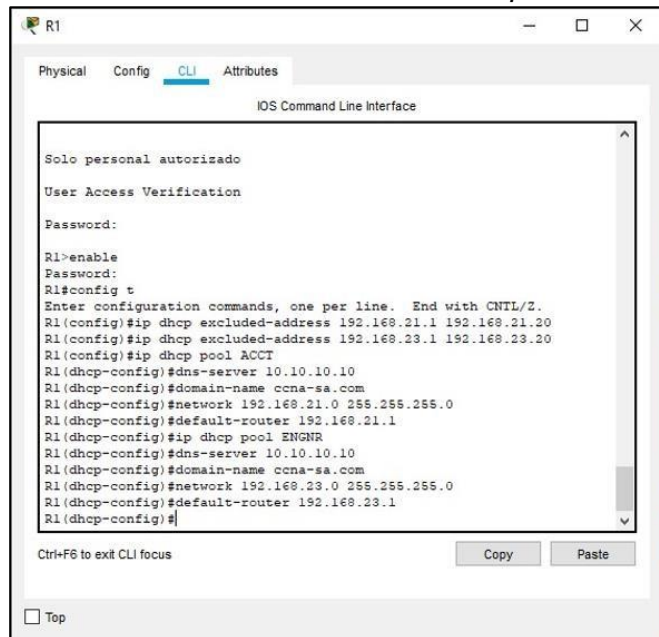 R1
Physical Config CLI Attributes
IOS Command Line Interface
Solo personal autorizado
User Access Verification
Password:
R1>enable
Password:
R1#config t
Enter configuration commands, one per line. End with CNTL/Z.
R1(config)#ip dhcp excluded-address 192.168.21.1 192.168.21.20
R1(config)#ip dhcp excluded-address 192.168.23.1 192.168.23.20
R1(config)#ip dhcp pool ACCT
R1(dhcp-config)#dns-server 10.10.10.10
R1(dhcp-config)#domain-name ccna-sa.com
R1(dhcp-config)#network 192.168.21.0 255.255.255.0
R1(dhcp-config)#default-router 192.168.21.1
R1(dhcp-config)#ip dhcp pool ENGNR
R1(dhcp-config)#dns-server 10.10.10.10
R1(dhcp-config)#domain-name ccna-sa.com
R1(dhcp-config)#network 192.168.23.0 255.255.255.0
R1(dhcp-config)#default-router 192.168.23.1
R1(dhcp-config)#
Ctrl+F6 to exit CLI focus Copy Paste
Top